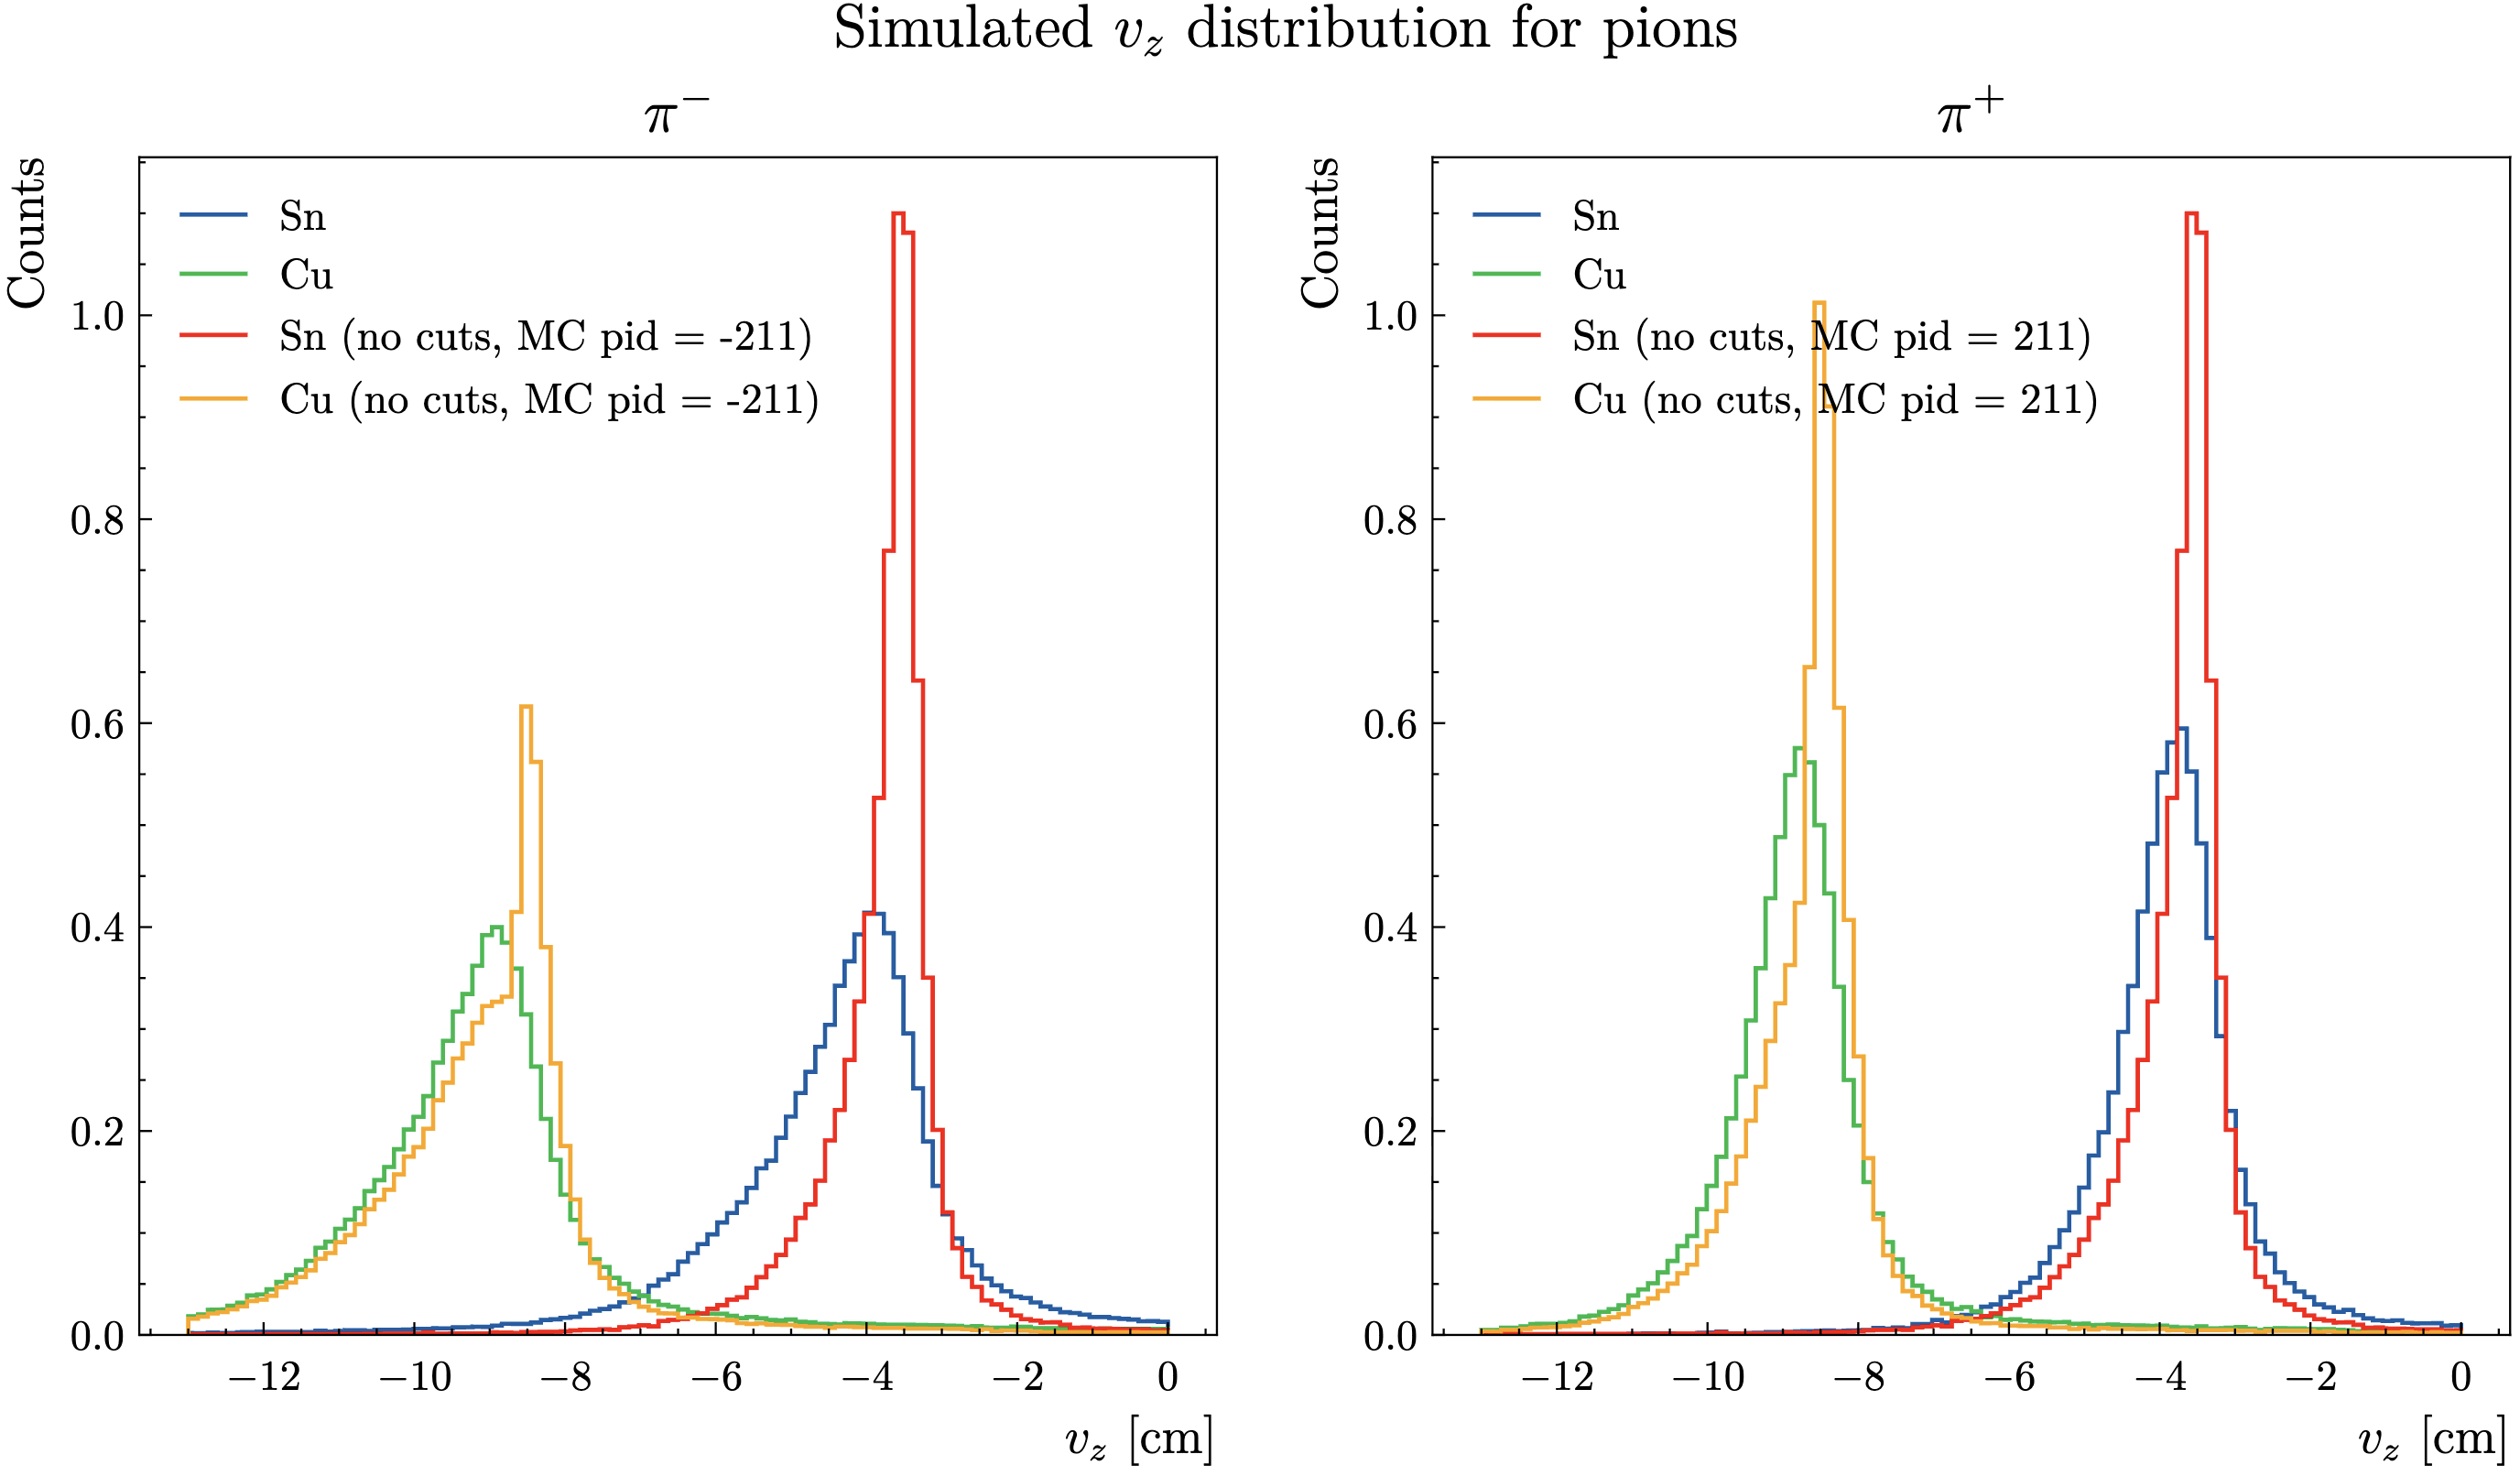 Simulated v_z distribution for pions
π⁻
Counts
Sn
Cu
Sn (no cuts, MC pid = -211)
Cu (no cuts, MC pid = -211)
1.0
0.8
0.6
0.4
0.2
0.0
−12 −10 −8 −6 −4 −2 0
v_z [cm]
π⁺
Counts
Sn
Cu
Sn (no cuts, MC pid = 211)
Cu (no cuts, MC pid = 211)
1.0
0.8
0.6
0.4
0.2
0.0
−12 −10 −8 −6 −4 −2 0
v_z [cm]